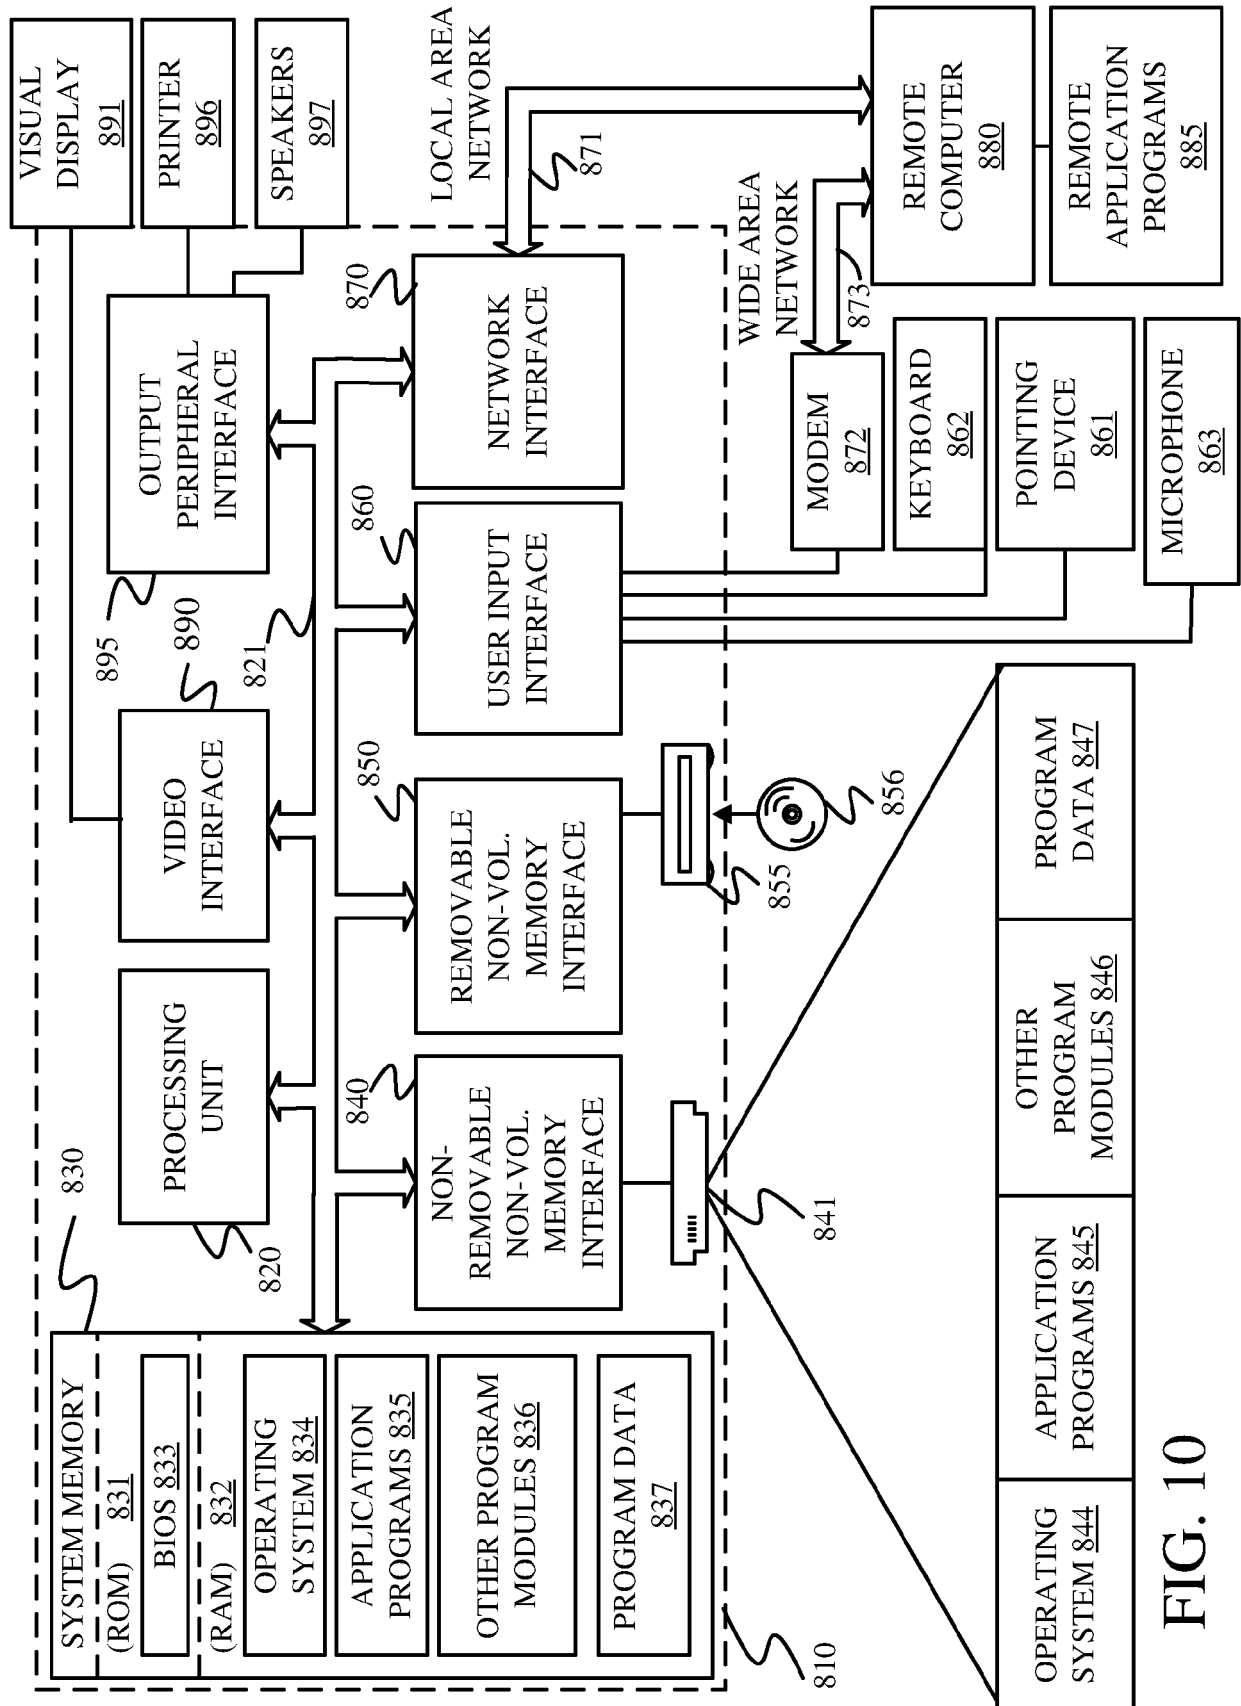 SYSTEM MEMORY
(ROM) 831
BIOS 833
(RAM) 832
OPERATING
SYSTEM 834
APPLICATION
PROGRAMS 835
OTHER PROGRAM
MODULES 836
PROGRAM DATA
837
810
830
PROCESSING
UNIT
820
VIDEO
INTERFACE
890
OUTPUT
PERIPHERAL
INTERFACE
895
821
VISUAL
DISPLAY
891
PRINTER
896
SPEAKERS
897
NON-
REMOVABLE
NON-VOL.
MEMORY
INTERFACE
840
REMOVABLE
NON-VOL.
MEMORY
INTERFACE
850
USER INPUT
INTERFACE
860
NETWORK
INTERFACE
870
LOCAL AREA
NETWORK
871
841
855
856
WIDE AREA
NETWORK
873
MODEM
872
KEYBOARD
862
POINTING
DEVICE
861
MICROPHONE
863
REMOTE
COMPUTER
880
REMOTE
APPLICATION
PROGRAMS
885
OPERATING
SYSTEM 844
APPLICATION
PROGRAMS 845
OTHER
PROGRAM
MODULES 846
PROGRAM
DATA 847
FIG. 10